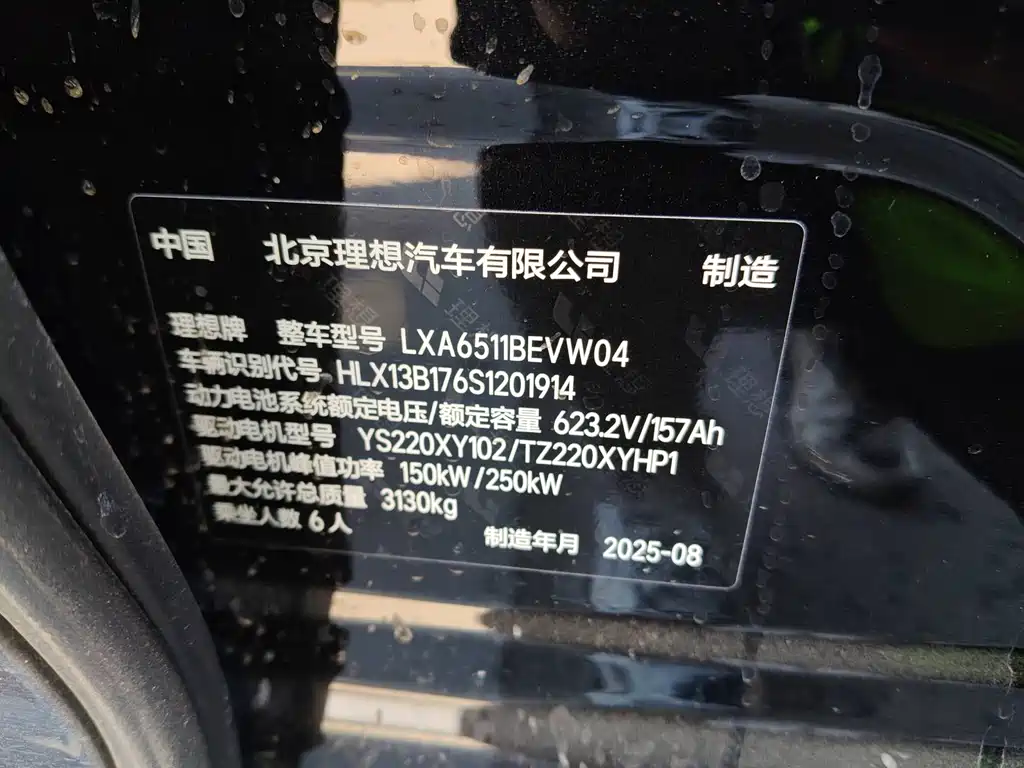 中国 北京理想汽车有限公司 制造
理想牌 整车型号 LXA6511BEVW04
车辆识别代号 HLX13B176S1201914
动力电池系统额定电压/额定容量 623.2V/157Ah
驱动电机型号 YS220XY102/TZ220XYHP1
驱动电机峰值功率 150kW/250kW
最大允许总质量 3130kg
乘坐人数 6人 制造年月 2025-08